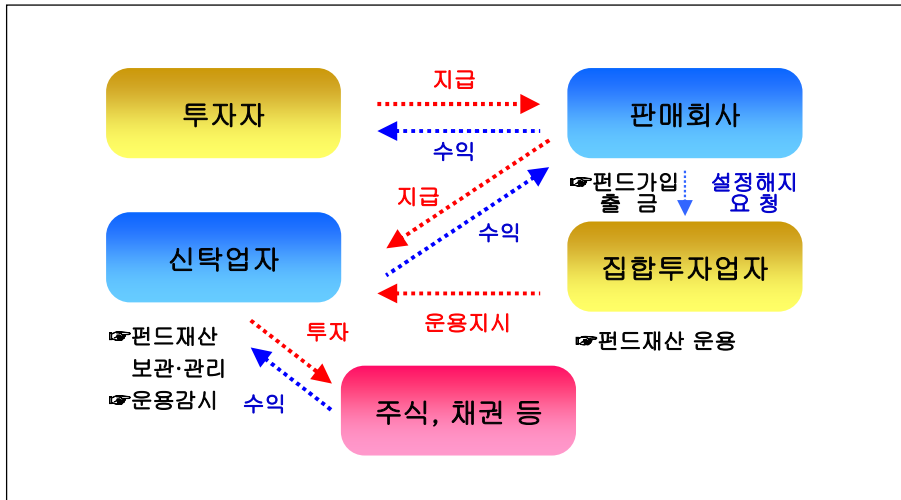 지급
투자자
판매회사
수익
☞펀드가입
출 금
설정해지
요 청
지급
수익
신탁업자
집합투자업자
운용지시
☞펀드재산 운용
☞펀드재산
보관·관리
☞운용감시
투자
수익
주식, 채권 등